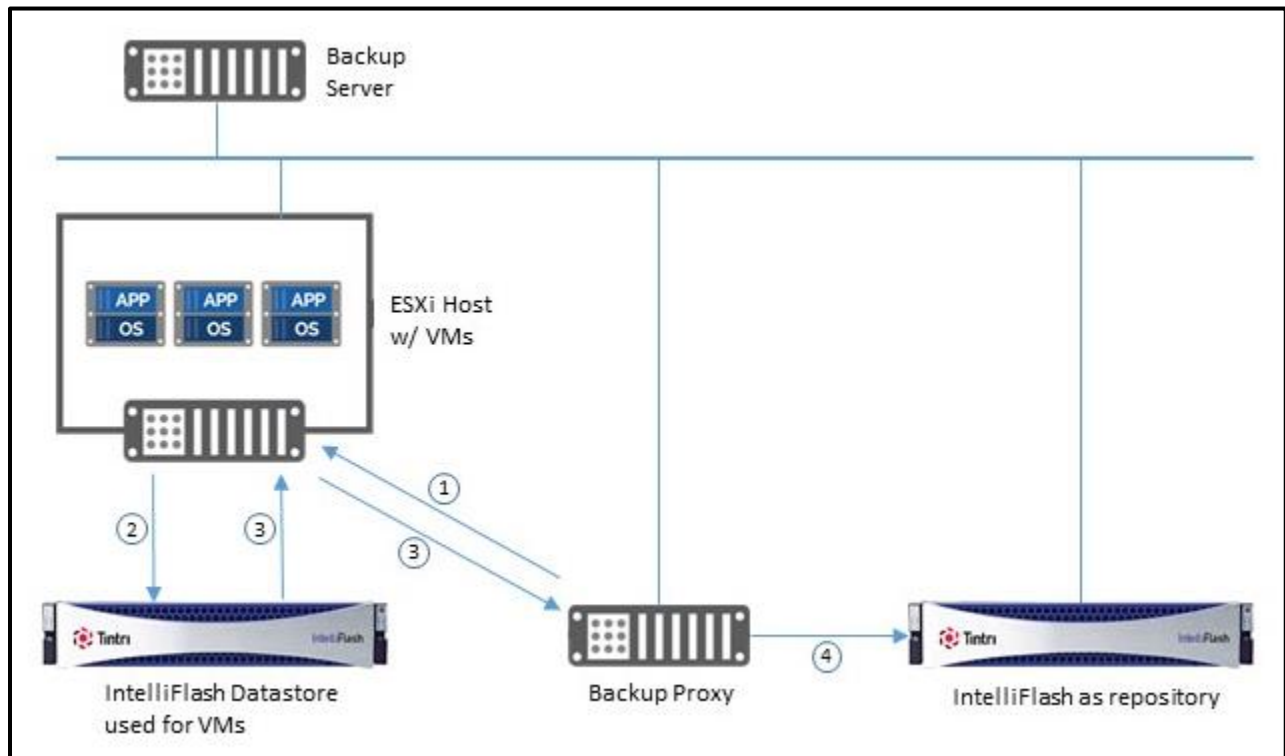 Backup
Server
APP
APP
APP
OS
OS
OS
ESXi Host
w/ VMs
1
2
3
3
Tintri
IntelliFlash
4
Tintri
IntelliFlash
IntelliFlash Datastore
used for VMs
Backup Proxy
IntelliFlash as repository